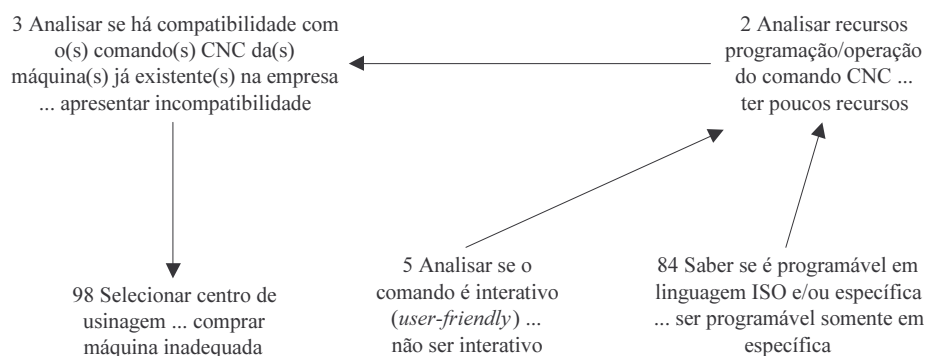 3 Analisar se há compatibilidade com
o(s) comando(s) CNC da(s)
máquina(s) já existente(s) na empresa
... apresentar incompatibilidade
2 Analisar recursos
programação/operação
do comando CNC ...
ter poucos recursos
98 Selecionar centro de
usinagem ... comprar
máquina inadequada
5 Analisar se o
comando é interativo
(user-friendly) ...
não ser interativo
84 Saber se é programável em
linguagem ISO e/ou específica
... ser programável somente em
específica